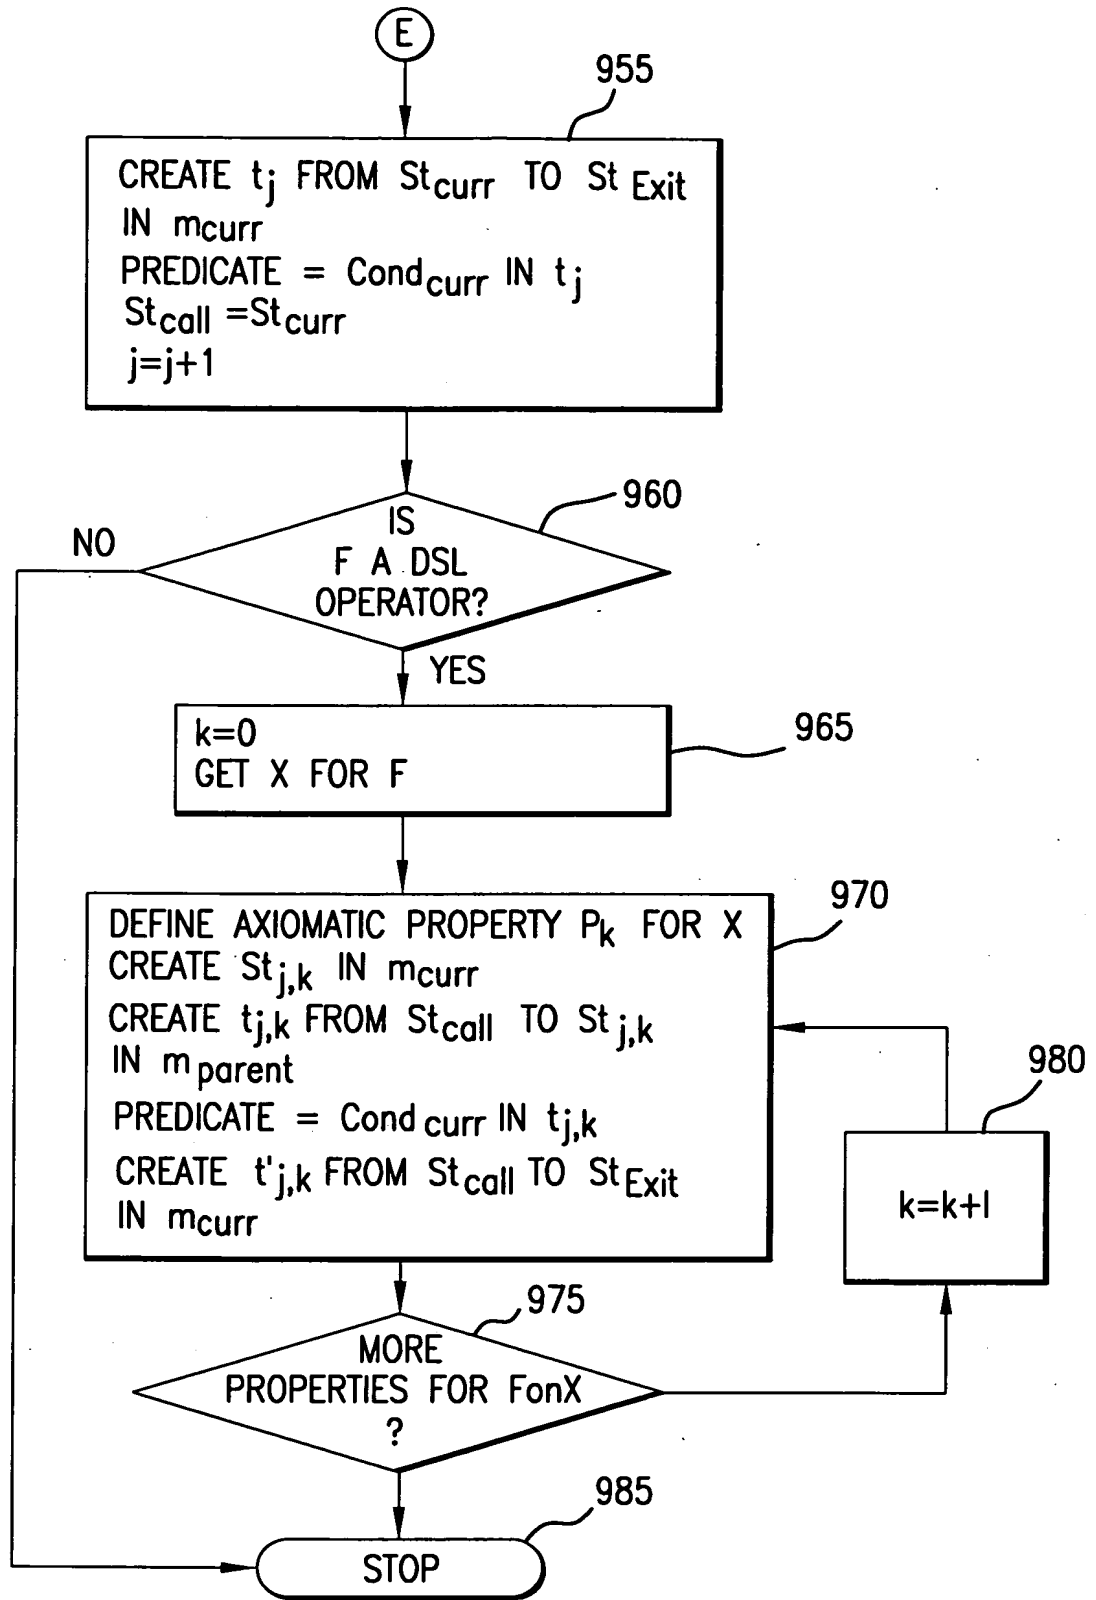 E
955
CREATE tj FROM Stcurr TO St Exit
IN mcurr
PREDICATE = Condcurr IN tj
Stcall =Stcurr
j=j+1
960
NO
IS
F A DSL
OPERATOR?
YES
965
k=0
GET X FOR F
970
DEFINE AXIOMATIC PROPERTY Pk FOR X
CREATE Stj,k IN mcurr
CREATE tj,k FROM Stcall TO Stj,k
IN mparent
PREDICATE = Cond curr IN tj,k
CREATE t'j,k FROM Stcall TO StExit
IN mcurr
980
k=k+l
975
MORE
PROPERTIES FOR FonX
?
985
STOP